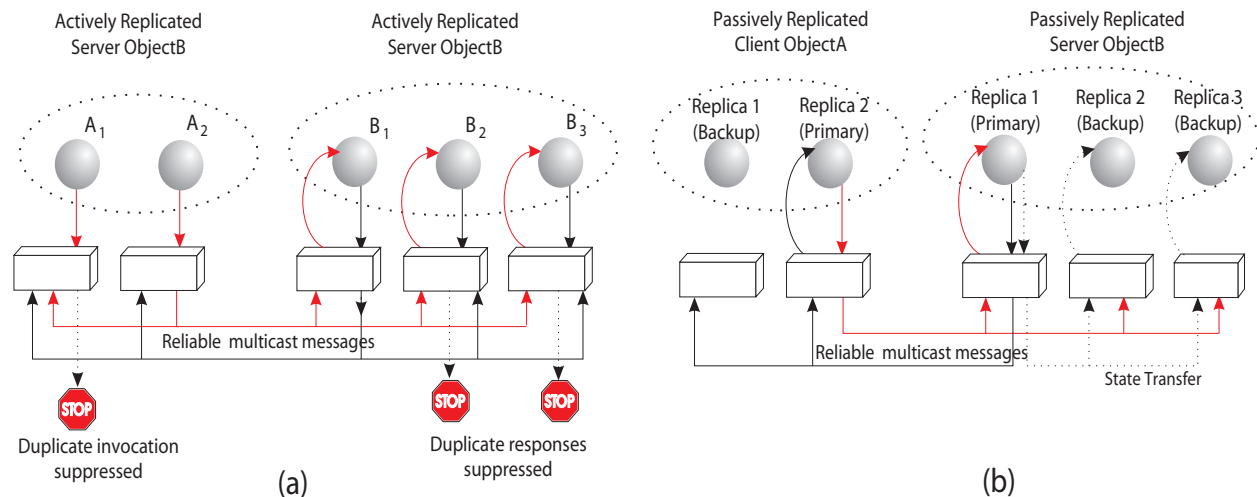 Actively Replicated
Server ObjectB
Actively Replicated
Server ObjectB
A1
A2
B1
B2
B3
Reliable multicast messages
STOP
STOP
STOP
Duplicate invocation
suppressed
Duplicate responses
suppressed
(a)
Passively Replicated
Client ObjectA
Passively Replicated
Server ObjectB
Replica 1
(Backup)
Replica 2
(Primary)
Replica 1
(Primary)
Replica 2
(Backup)
Replica 3
(Backup)
Reliable multicast messages
State Transfer
(b)